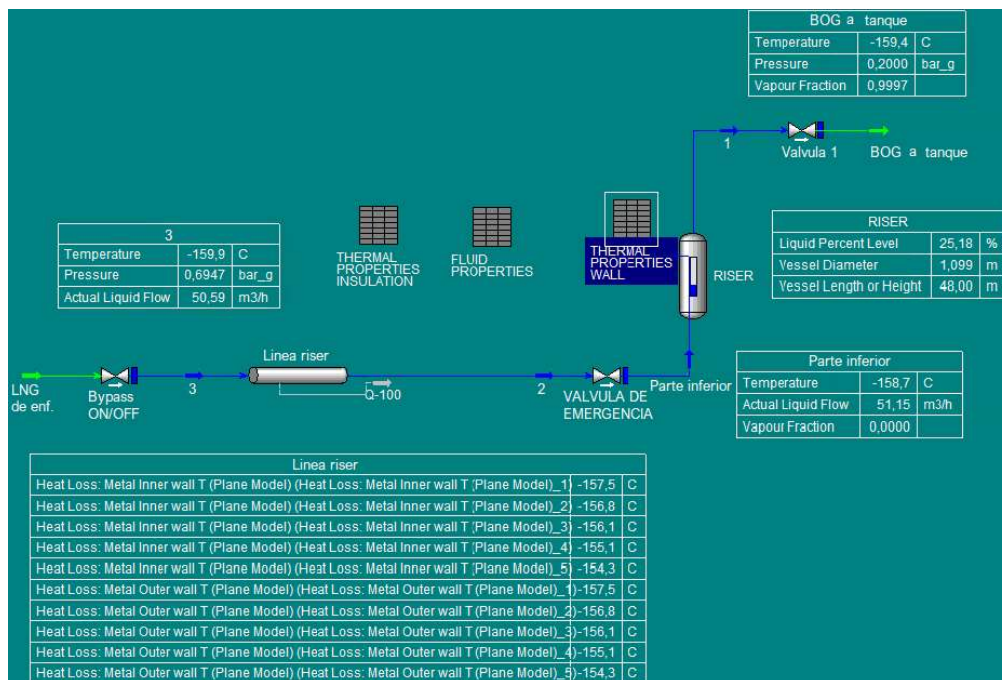 BOG a tanque
Temperature -159,4 C
Pressure 0,2000 bar_g
Vapour Fraction 0,9997
1
Valvula 1
BOG a tanque
3
Temperature -159,9 C
Pressure 0,6947 bar_g
Actual Liquid Flow 50,59 m3/h
THERMAL
PROPERTIES
INSULATION
FLUID
PROPERTIES
THERMAL
PROPERTIES
WALL
RISER
RISER
Liquid Percent Level 25,18 %
Vessel Diameter 1,099 m
Vessel Length or Height 48,00 m
LNG
de enf.
Bypass
ON/OFF
3
Linea riser
Q-100
2
VALVULA DE
EMERGENCIA
Parte inferior
Parte inferior
Temperature -158,7 C
Actual Liquid Flow 51,15 m3/h
Vapour Fraction 0,0000
Linea riser
Heat Loss: Metal Inner wall T (Plane Model) (Heat Loss: Metal Inner wall T (Plane Model)_1) -157,5 C
Heat Loss: Metal Inner wall T (Plane Model) (Heat Loss: Metal Inner wall T (Plane Model)_2) -156,8 C
Heat Loss: Metal Inner wall T (Plane Model) (Heat Loss: Metal Inner wall T (Plane Model)_3) -156,1 C
Heat Loss: Metal Inner wall T (Plane Model) (Heat Loss: Metal Inner wall T (Plane Model)_4) -155,1 C
Heat Loss: Metal Inner wall T (Plane Model) (Heat Loss: Metal Inner wall T (Plane Model)_5) -154,3 C
Heat Loss: Metal Outer wall T (Plane Model) (Heat Loss: Metal Outer wall T (Plane Model)_1) -157,5 C
Heat Loss: Metal Outer wall T (Plane Model) (Heat Loss: Metal Outer wall T (Plane Model)_2) -156,8 C
Heat Loss: Metal Outer wall T (Plane Model) (Heat Loss: Metal Outer wall T (Plane Model)_3) -156,1 C
Heat Loss: Metal Outer wall T (Plane Model) (Heat Loss: Metal Outer wall T (Plane Model)_4) -155,1 C
Heat Loss: Metal Outer wall T (Plane Model) (Heat Loss: Metal Outer wall T (Plane Model)_5) -154,3 C